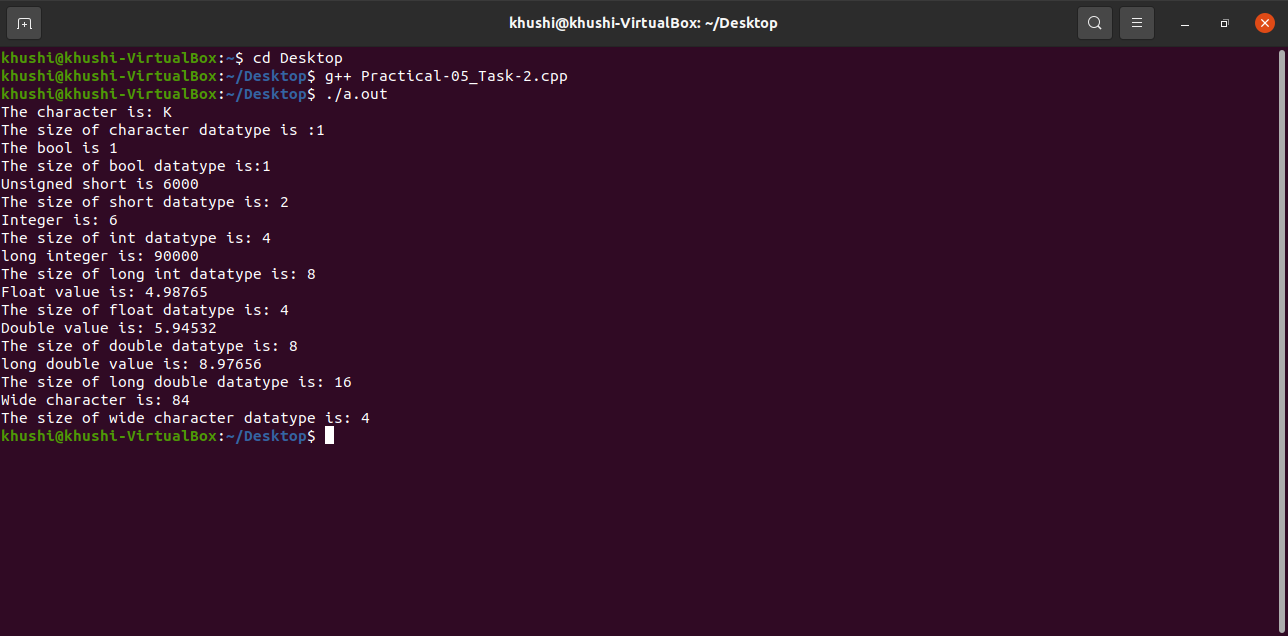 khushi@khushi-VirtualBox: ~/Desktop
khushi@khushi-VirtualBox:~$ cd Desktop
khushi@khushi-VirtualBox:~/Desktop$ g++ Practical-05_Task-2.cpp
khushi@khushi-VirtualBox:~/Desktop$ ./a.out
The character is: K
The size of character datatype is :1
The bool is 1
The size of bool datatype is:1
Unsigned short is 6000
The size of short datatype is: 2
Integer is: 6
The size of int datatype is: 4
long integer is: 90000
The size of long int datatype is: 8
Float value is: 4.98765
The size of float datatype is: 4
Double value is: 5.94532
The size of double datatype is: 8
long double value is: 8.97656
The size of long double datatype is: 16
Wide character is: 84
The size of wide character datatype is: 4
khushi@khushi-VirtualBox:~/Desktop$